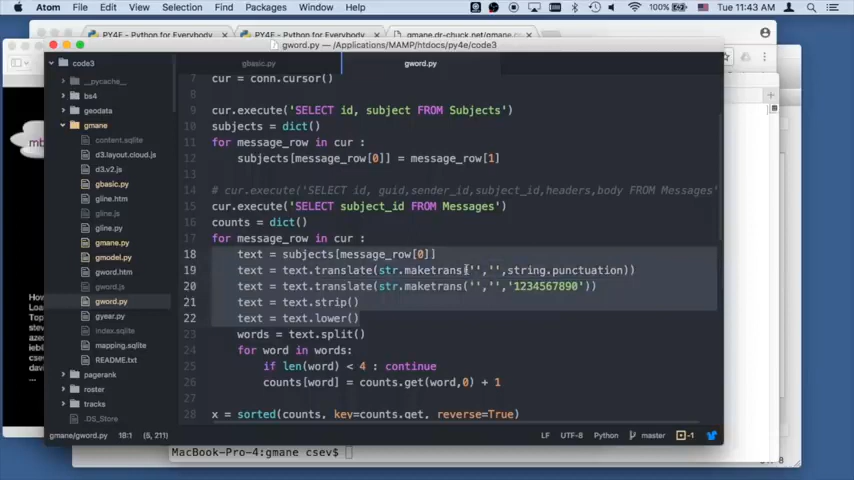 Atom File Edit View Selection Find Packages Window Help
100% Tue 11:43 AM
PY4E - Python for Everybody
PY4E - Python for Everybody
gmane.dr-chuck.net/gmane
gword.py — /Applications/MAMP/htdocs/py4e/code3
code3
gbasic.py
gword.py
__pycache__
bs4
geodata
gmane
content.sqlite
d3.layout.cloud.js
d3.v2.js
gbasic.py
gline.htm
gline.js
gline.py
gmane.py
gmodel.py
gword.htm
gword.js
gword.py
gyear.py
index.sqlite
mapping.sqlite
README.txt
pagerank
roster
tracks
.DS_Store
7 cur = conn.cursor()
9 cur.execute('SELECT id, subject FROM Subjects')
10 subjects = dict()
11 for message_row in cur :
12 subjects[message_row[0]] = message_row[1]
14 # cur.execute('SELECT id, guid,sender_id,subject_id,headers,body FROM Messages'
15 cur.execute('SELECT subject_id FROM Messages')
16 counts = dict()
17 for message_row in cur :
18 text = subjects[message_row[0]]
19 text = text.translate(str.maketrans('','',string.punctuation))
20 text = text.translate(str.maketrans('','','1234567890'))
21 text = text.strip()
22 text = text.lower()
23 words = text.split()
24 for word in words:
25 if len(word) < 4 : continue
26 counts[word] = counts.get(word,0) + 1
28 x = sorted(counts, key=counts.get, reverse=True)
mb
How
Loa
Top
stev
azec
iebl
csev
davi
...
gmane/gword.py 18:1 (5, 211)
LF UTF-8 Python master -1
MacBook-Pro-4:gmane csev$